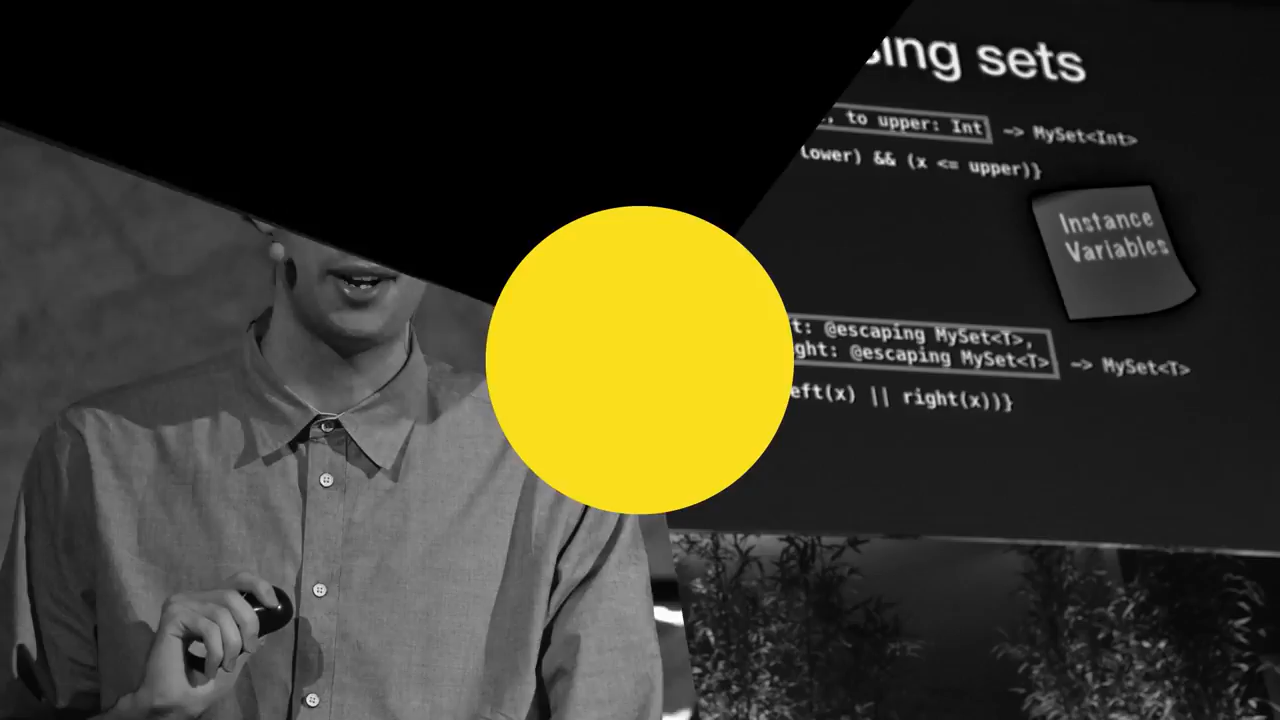 sing sets
, to upper: Int -> MySet<Int>
lower) && (x <= upper)}
Instance
Variables
t: @escaping MySet<T>,
ght: @escaping MySet<T> -> MySet<T>
eft(x) || right(x))}